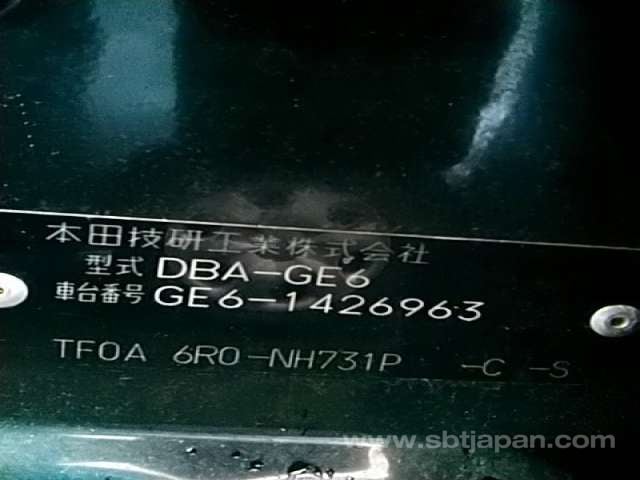 本田技研工業株式会社
型式 DBA-GE6
車台番号 GE6-1426963
TF0A 6R0-NH731P -C -S
www.sbtjapan.com